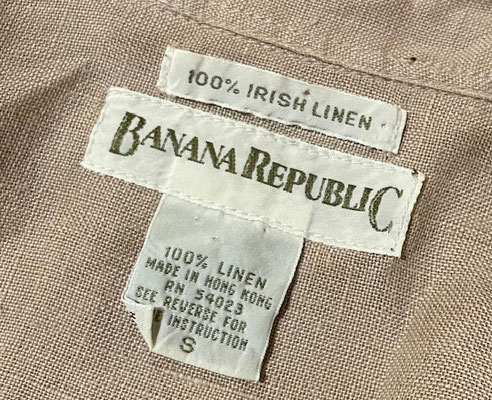 100% IRISH LINEN
BANANA REPUBLIC
100% LINEN
MADE IN HONG KONG
RN 54023
SEE REVERSE FOR
INSTRUCTION
S